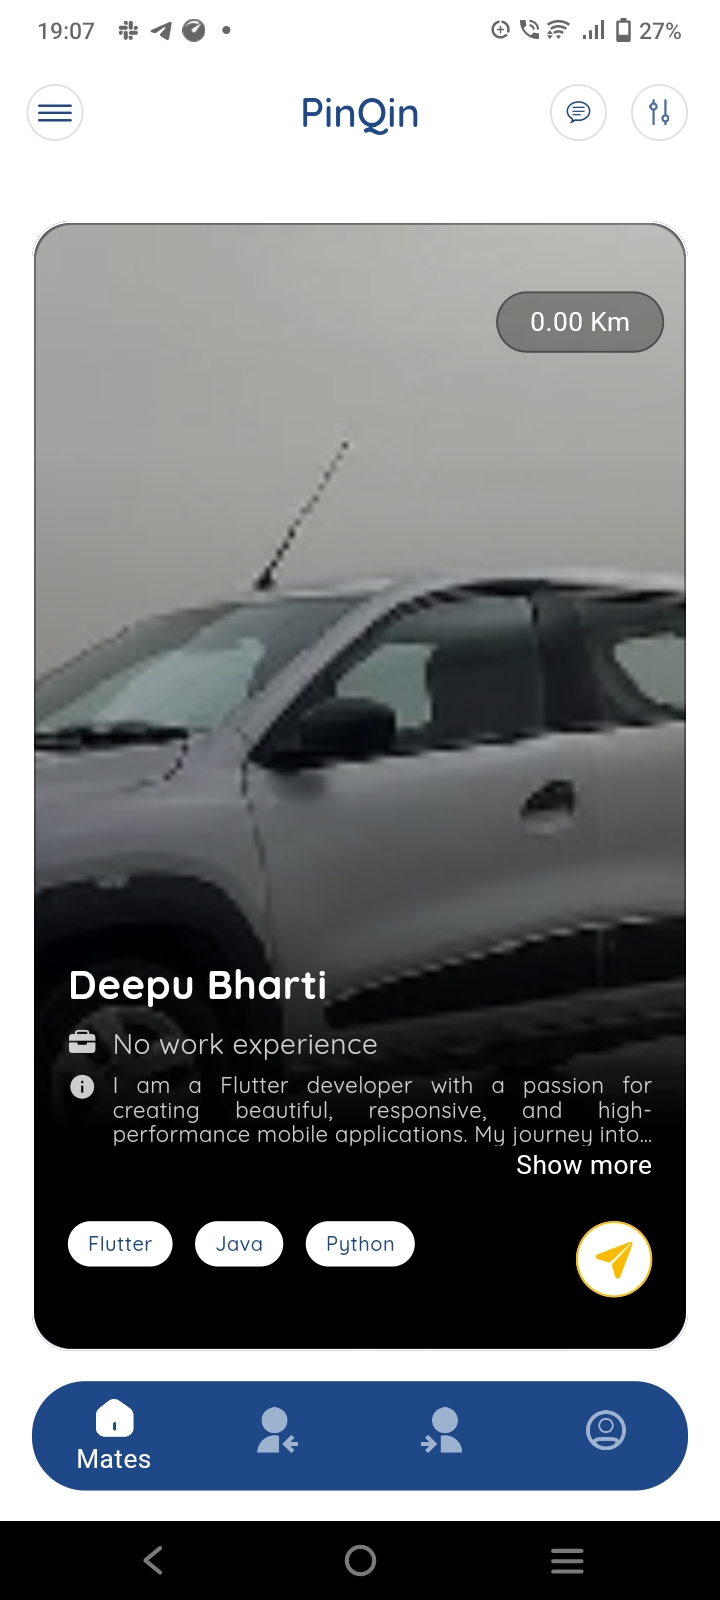 19:07
27%
PinQin
0.00 Km
Deepu Bharti
No work experience
I am a Flutter developer with a passion for
creating beautiful, responsive, and high-
performance mobile applications. My journey into...
Show more
Flutter Java Python
Mates